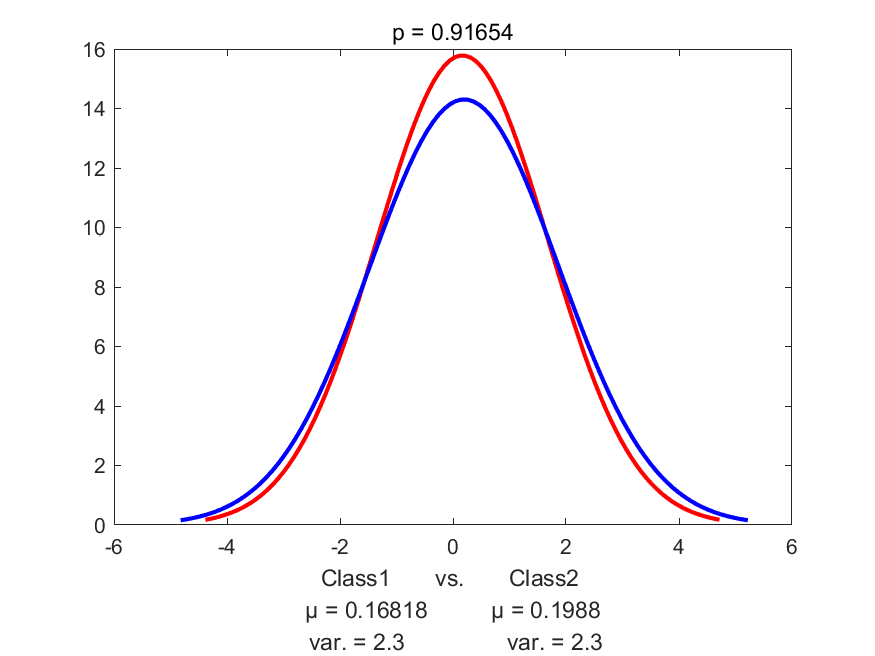 p = 0.91654
16
14
12
10
8
6
4
2
0
-6 -4 -2 0 2 4 6
Class1 vs. Class2
μ = 0.16818 μ = 0.1988
var. = 2.3 var. = 2.3